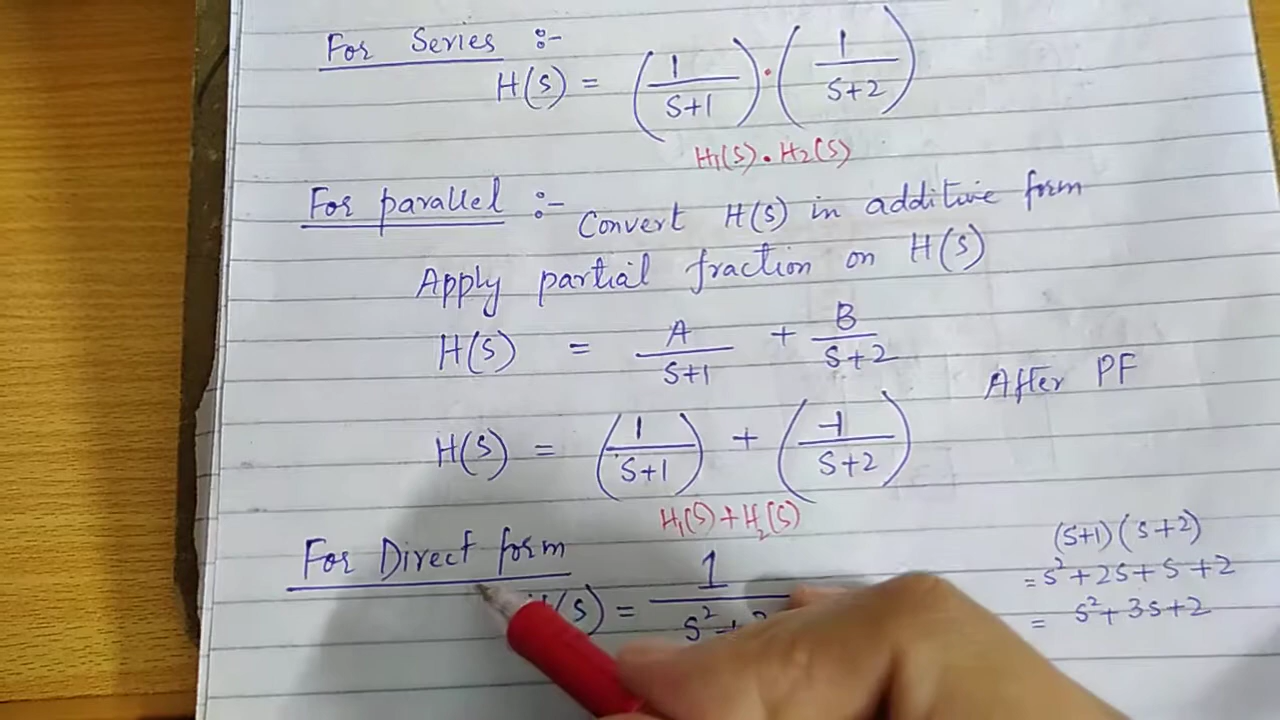 For Series :-
H(s) = (1/(s+1)) · (1/(s+2))
H1(s) · H2(s)
For parallel :- Convert H(s) in additive form
Apply partial fraction on H(s)
H(s) = A/(s+1) + B/(s+2)
After PF
H(s) = (1/(s+1)) + (-1/(s+2))
H1(s) + H2(s)
For Direct form
(s) = 1/(s² +
(s+1)(s+2)
= s² + 2s + s + 2
= s² + 3s + 2